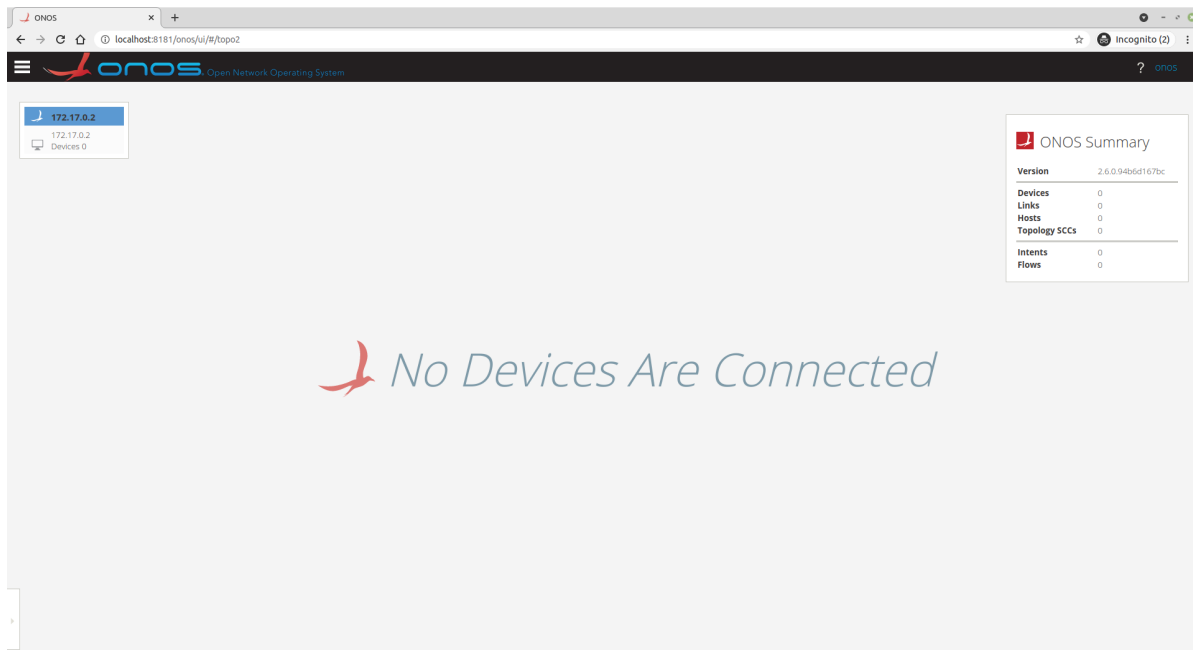 ONOS
localhost:8181/onos/ui/#/topo2
Incognito (2)
onos Open Network Operating System
? onos
172.17.0.2
172.17.0.2
Devices 0
ONOS Summary
Version 2.6.0.94b6d167bc
Devices 0
Links 0
Hosts 0
Topology SCCs 0
Intents 0
Flows 0
No Devices Are Connected